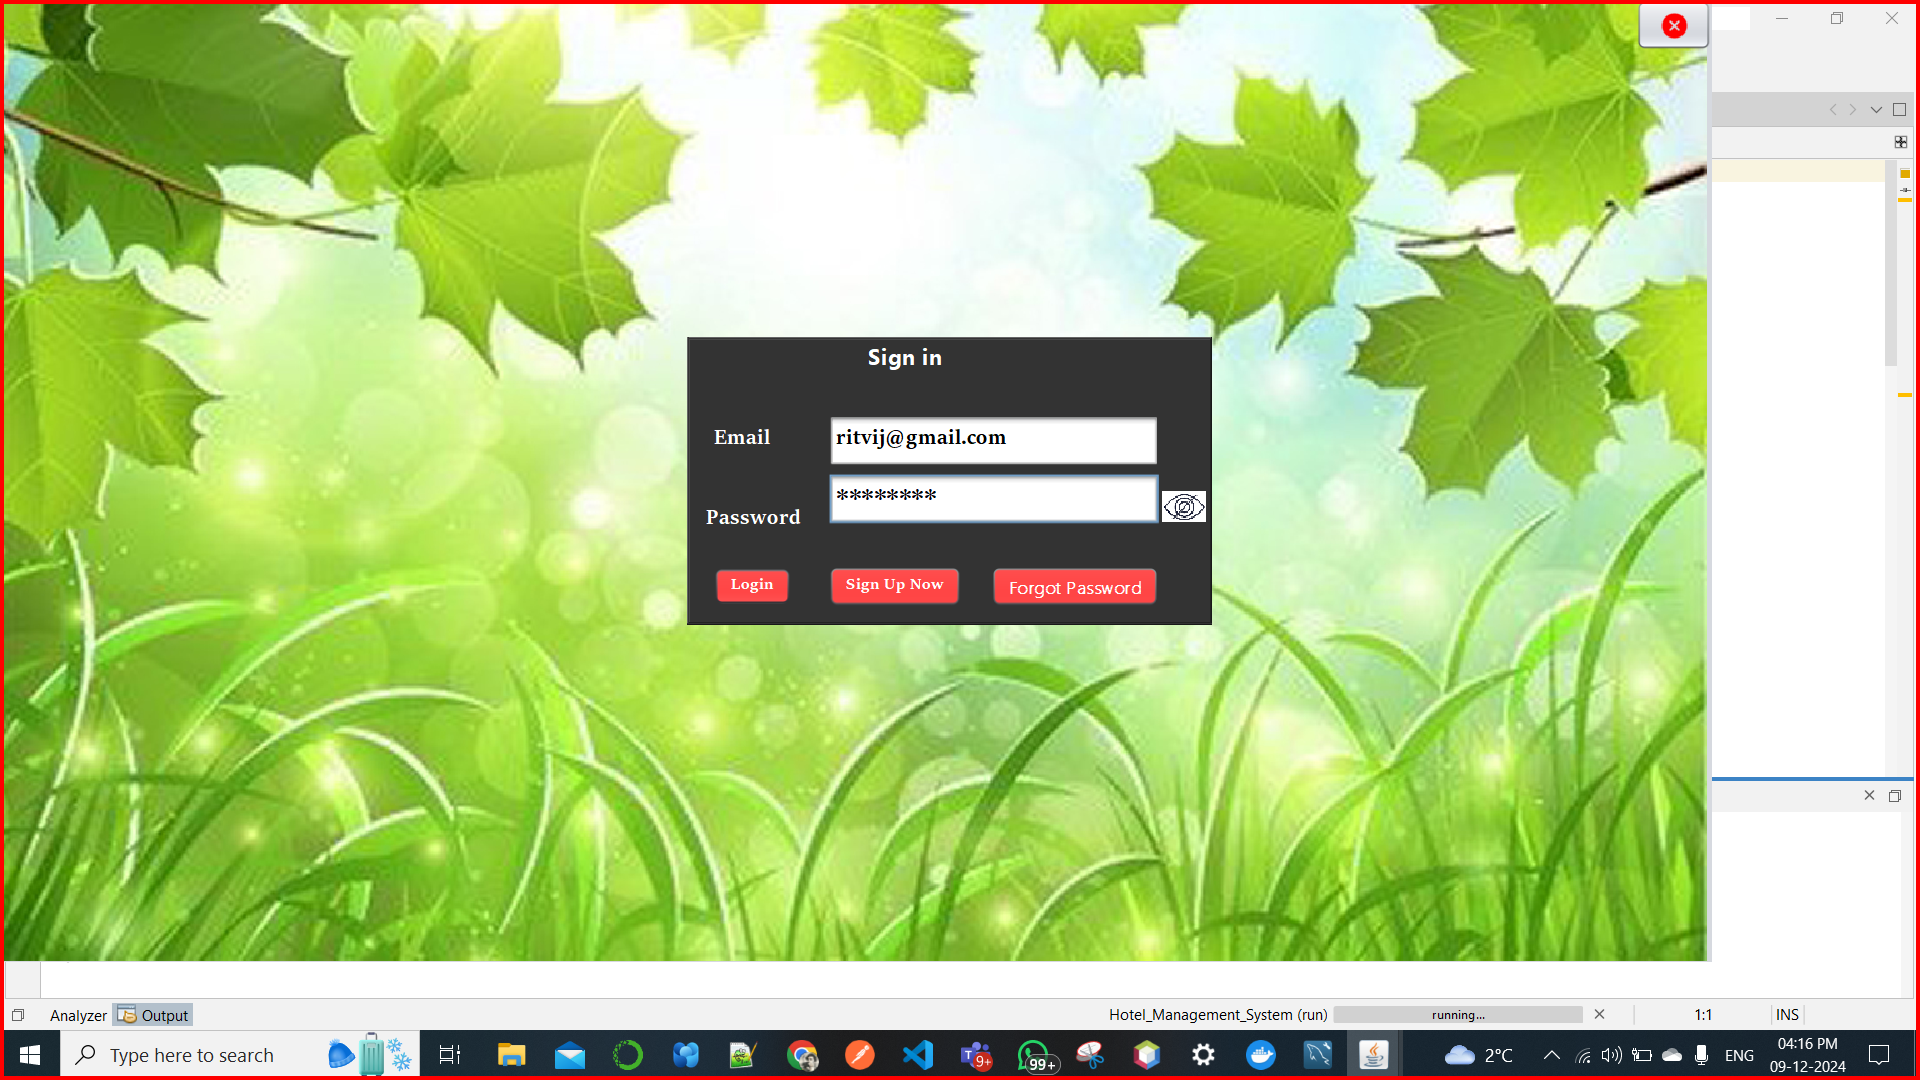 Sign in
Email
ritvij@gmail.com
Password
********
Login
Sign Up Now
Forgot Password
Analyzer
Output
Hotel_Management_System (run)
running...
1:1
INS
Type here to search
9+
99+
2°C
ENG
04:16 PM
09-12-2024